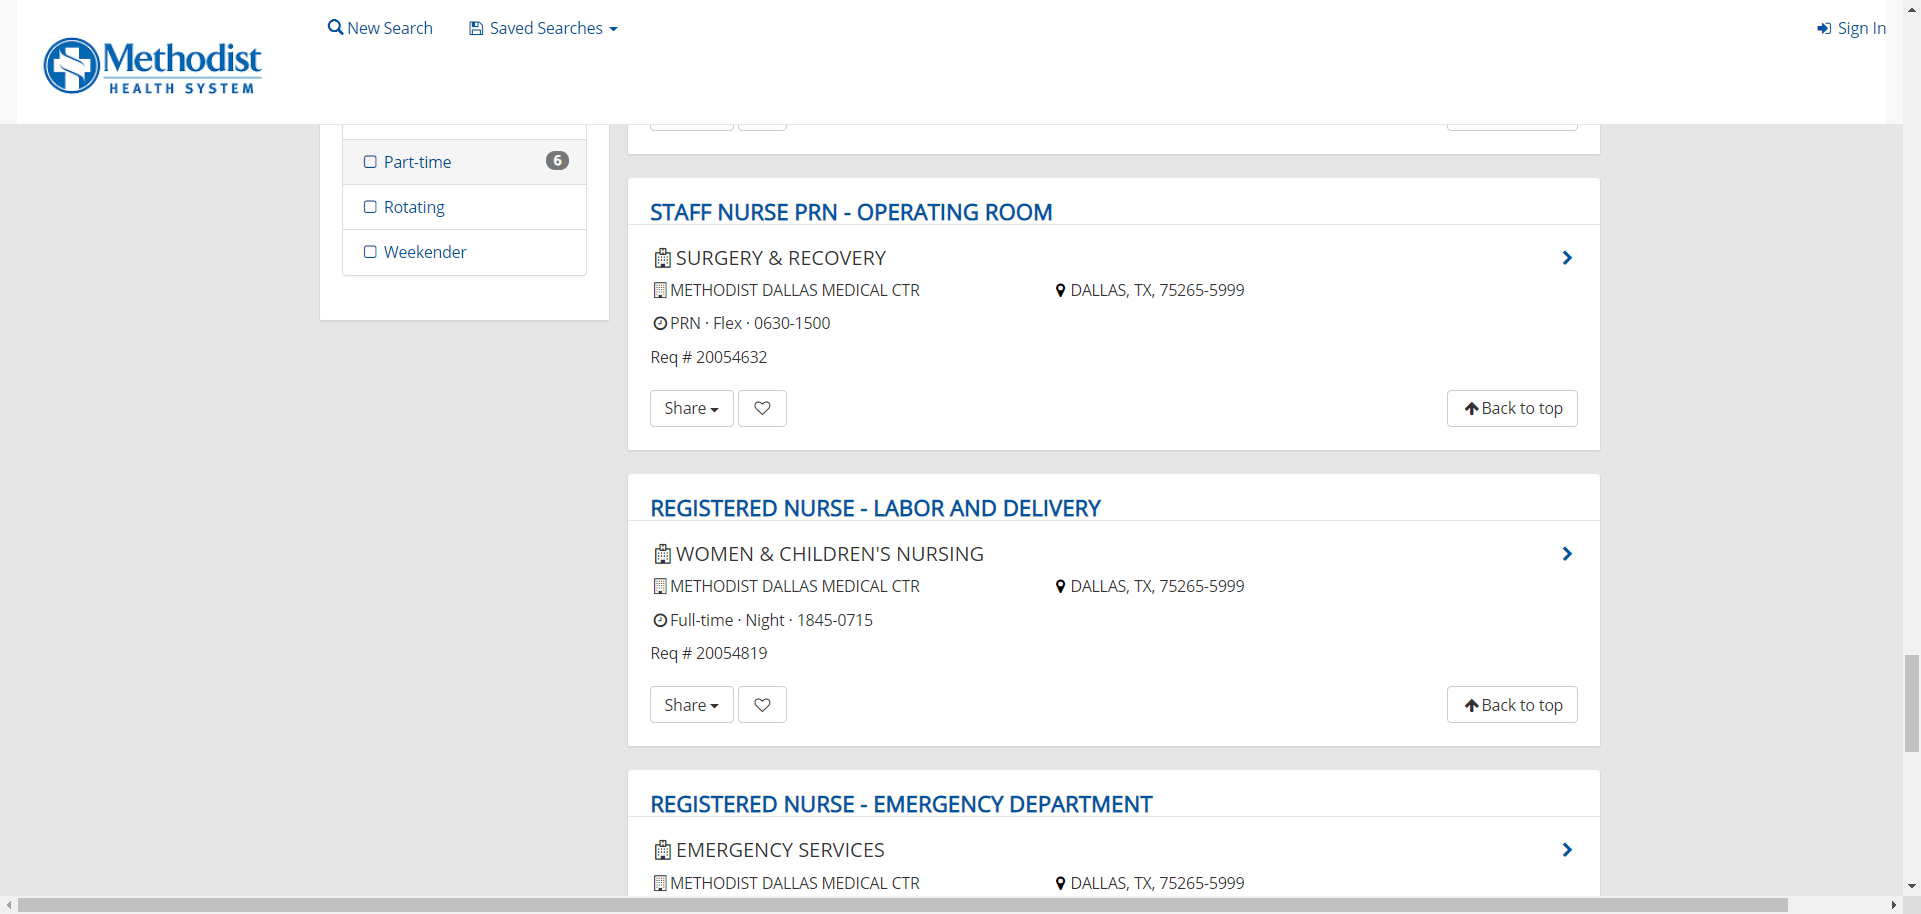 New Search
Saved Searches
Sign In
Methodist
HEALTH SYSTEM
Part-time 6
Rotating
Weekender
STAFF NURSE PRN - OPERATING ROOM
SURGERY & RECOVERY
METHODIST DALLAS MEDICAL CTR DALLAS, TX, 75265-5999
PRN · Flex · 0630-1500
Req # 20054632
Share Back to top
REGISTERED NURSE - LABOR AND DELIVERY
WOMEN & CHILDREN'S NURSING
METHODIST DALLAS MEDICAL CTR DALLAS, TX, 75265-5999
Full-time · Night · 1845-0715
Req # 20054819
Share Back to top
REGISTERED NURSE - EMERGENCY DEPARTMENT
EMERGENCY SERVICES
METHODIST DALLAS MEDICAL CTR DALLAS, TX, 75265-5999